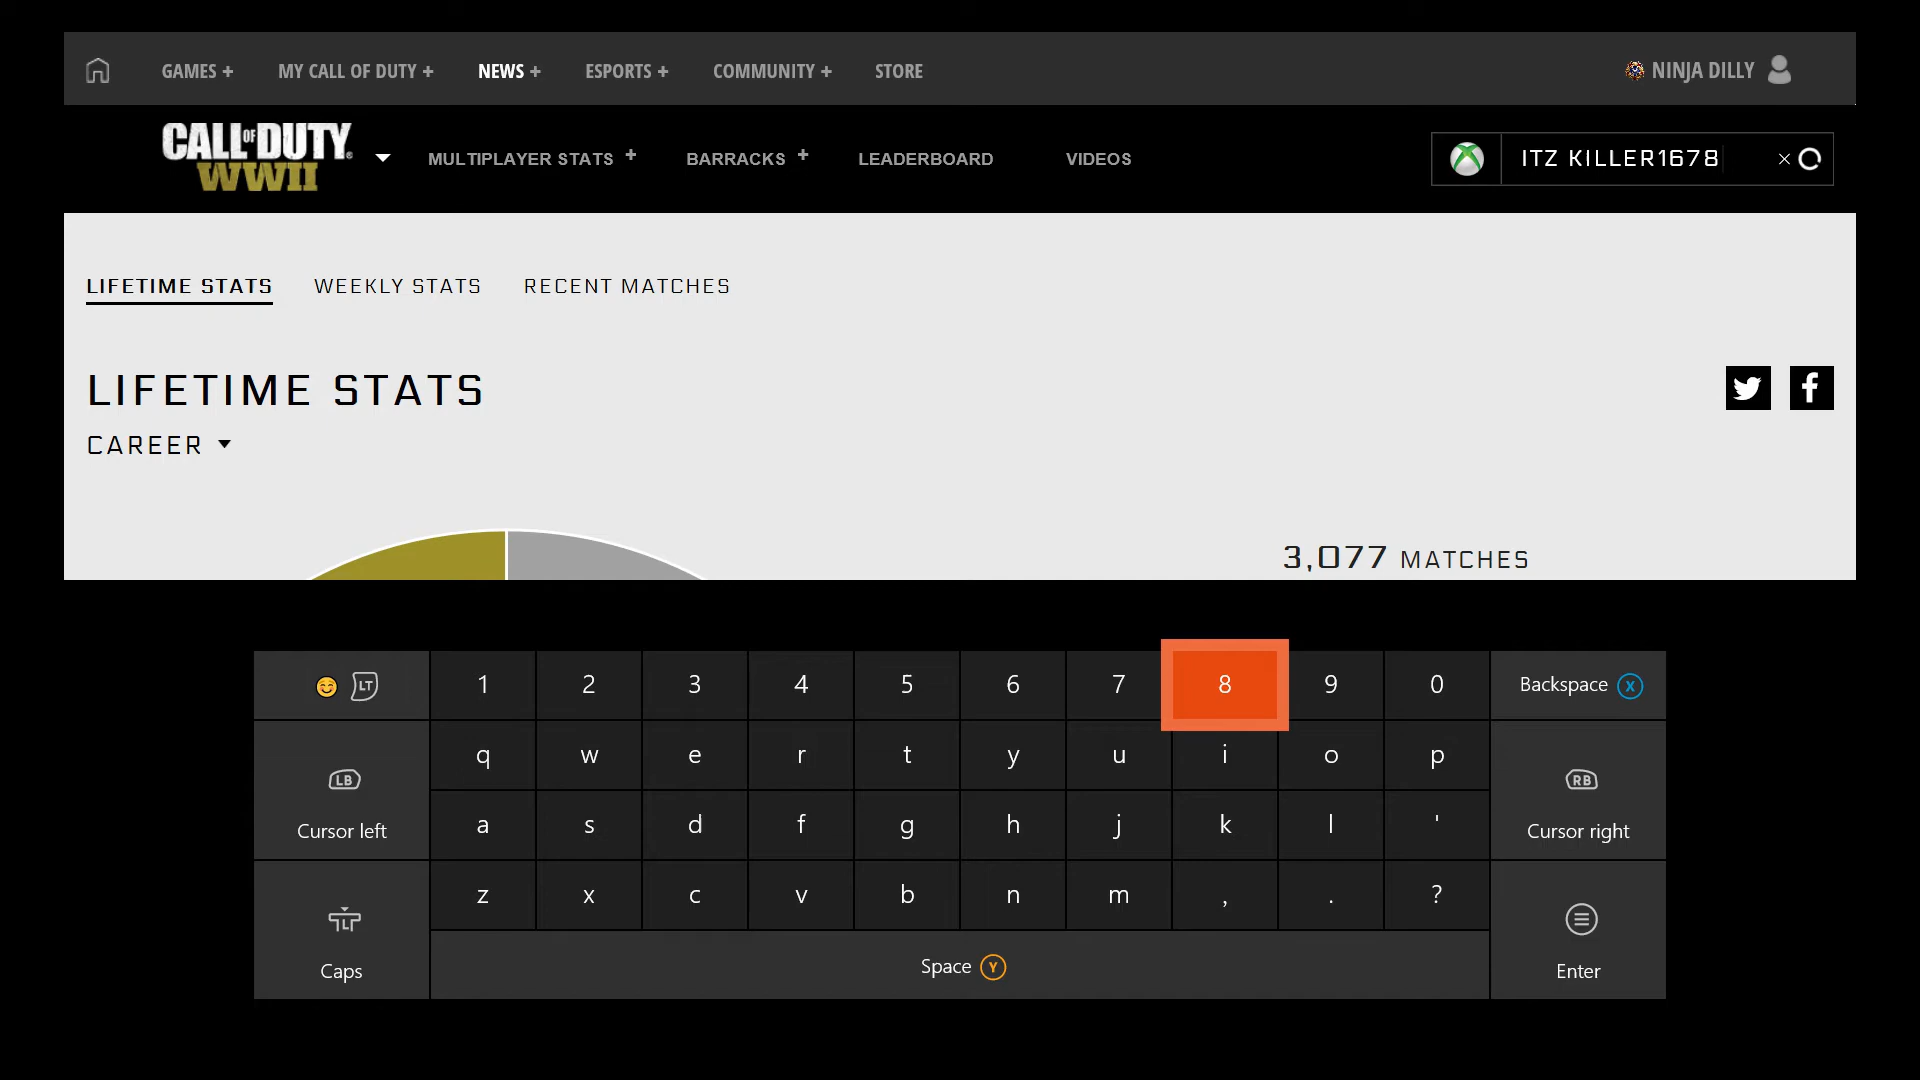 GAMES + MY CALL OF DUTY + NEWS + ESPORTS + COMMUNITY + STORE NINJA DILLY
CALL OF DUTY
WWII
MULTIPLAYER STATS + BARRACKS + LEADERBOARD VIDEOS ITZ KILLER1678 ×
LIFETIME STATS WEEKLY STATS RECENT MATCHES
LIFETIME STATS
CAREER
3,077 MATCHES
LT 1 2 3 4 5 6 7 8 9 0 Backspace X
q w e r t y u i o p
LB RB
Cursor left a s d f g h j k l ' Cursor right
z x c v b n m , . ?
Caps Space Y Enter